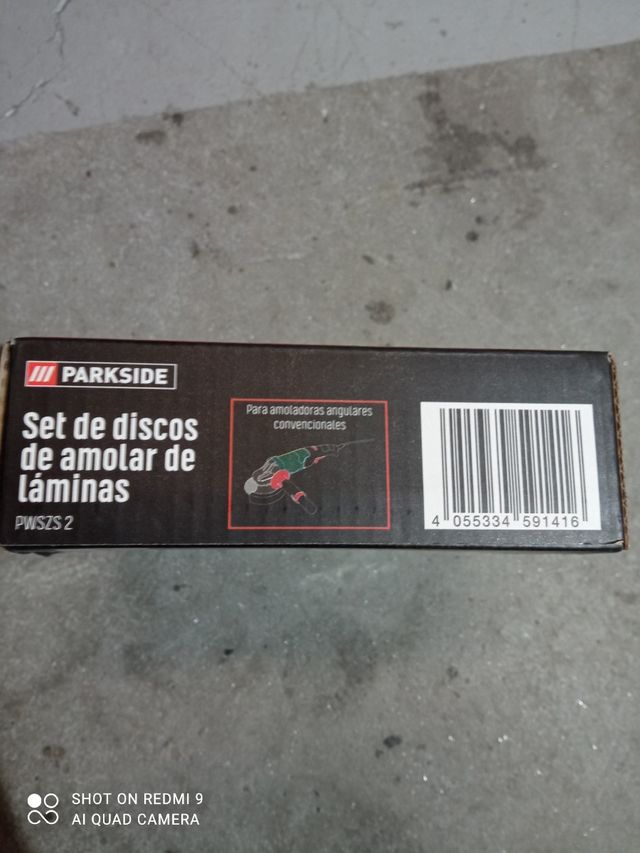 PARKSIDE
Set de discos
de amolar de
láminas
PWSZS 2
Para amoladoras angulares
convencionales
4 055334 591416
SHOT ON REDMI 9
AI QUAD CAMERA